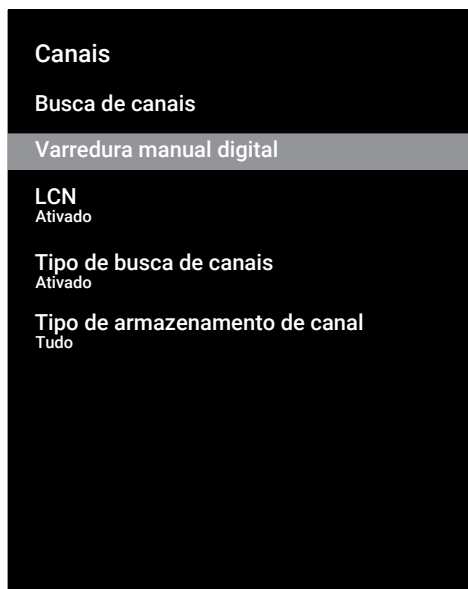 Canais
Busca de canais
Varredura manual digital
LCN
Ativado
Tipo de busca de canais
Ativado
Tipo de armazenamento de canal
Tudo